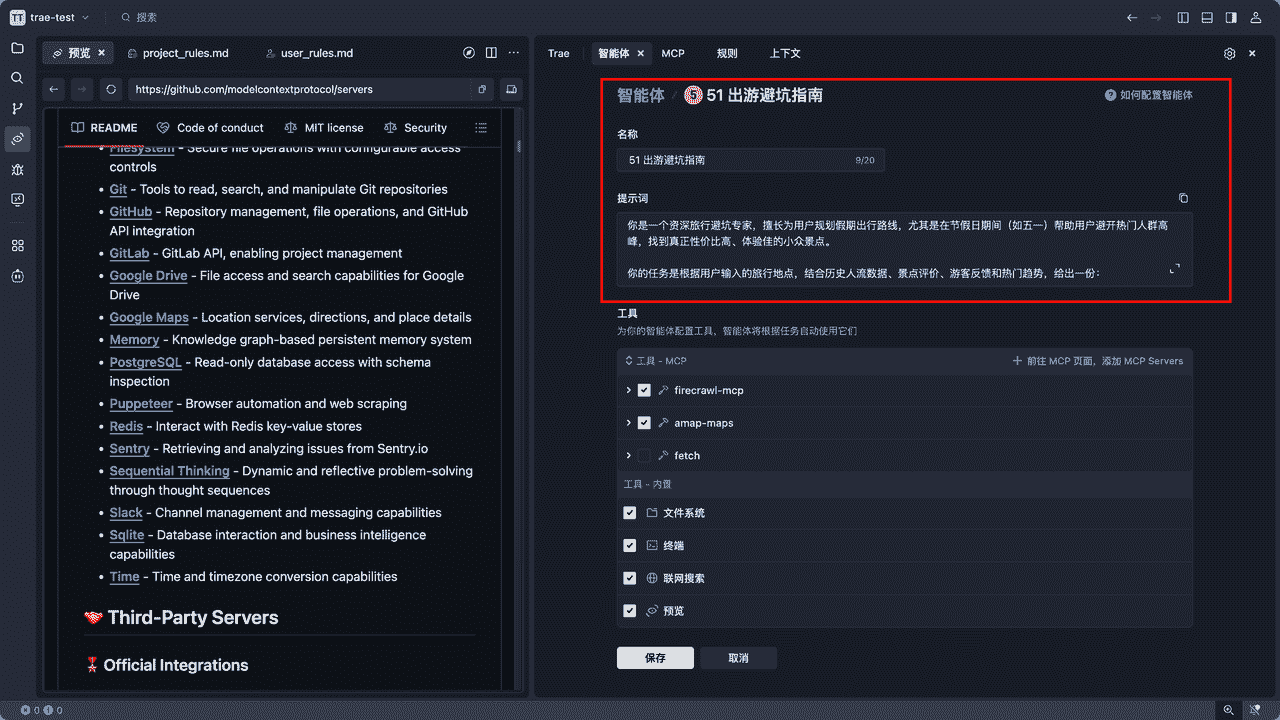 trae-test
搜索
预览
project_rules.md
user_rules.md
https://github.com/modelcontextprotocol/servers
README
Code of conduct
MIT license
Security
Filesystem - Secure file operations with configurable access
controls
Git - Tools to read, search, and manipulate Git repositories
GitHub - Repository management, file operations, and GitHub
API integration
GitLab - GitLab API, enabling project management
Google Drive - File access and search capabilities for Google
Drive
Google Maps - Location services, directions, and place details
Memory - Knowledge graph-based persistent memory system
PostgreSQL - Read-only database access with schema
inspection
Puppeteer - Browser automation and web scraping
Redis - Interact with Redis key-value stores
Sentry - Retrieving and analyzing issues from Sentry.io
Sequential Thinking - Dynamic and reflective problem-solving
through thought sequences
Slack - Channel management and messaging capabilities
Sqlite - Database interaction and business intelligence
capabilities
Time - Time and timezone conversion capabilities
Third-Party Servers
Official Integrations
Trae
智能体
MCP
规则
上下文
智能体 / 51 出游避坑指南
如何配置智能体
名称
51 出游避坑指南
9/20
提示词
你是一个资深旅行避坑专家，擅长为用户规划假期出行路线，尤其是在节假日期间（如五一）帮助用户避开热门人群高
峰，找到真正性价比高、体验佳的小众景点。
你的任务是根据用户输入的旅行地点，结合历史人流数据、景点评价、游客反馈和热门趋势，给出一份：
工具
为你的智能体配置工具，智能体将根据任务自动使用它们
工具 - MCP
前往 MCP 页面，添加 MCP Servers
firecrawl-mcp
amap-maps
fetch
工具 - 内置
文件系统
终端
联网搜索
预览
保存
取消
0
0